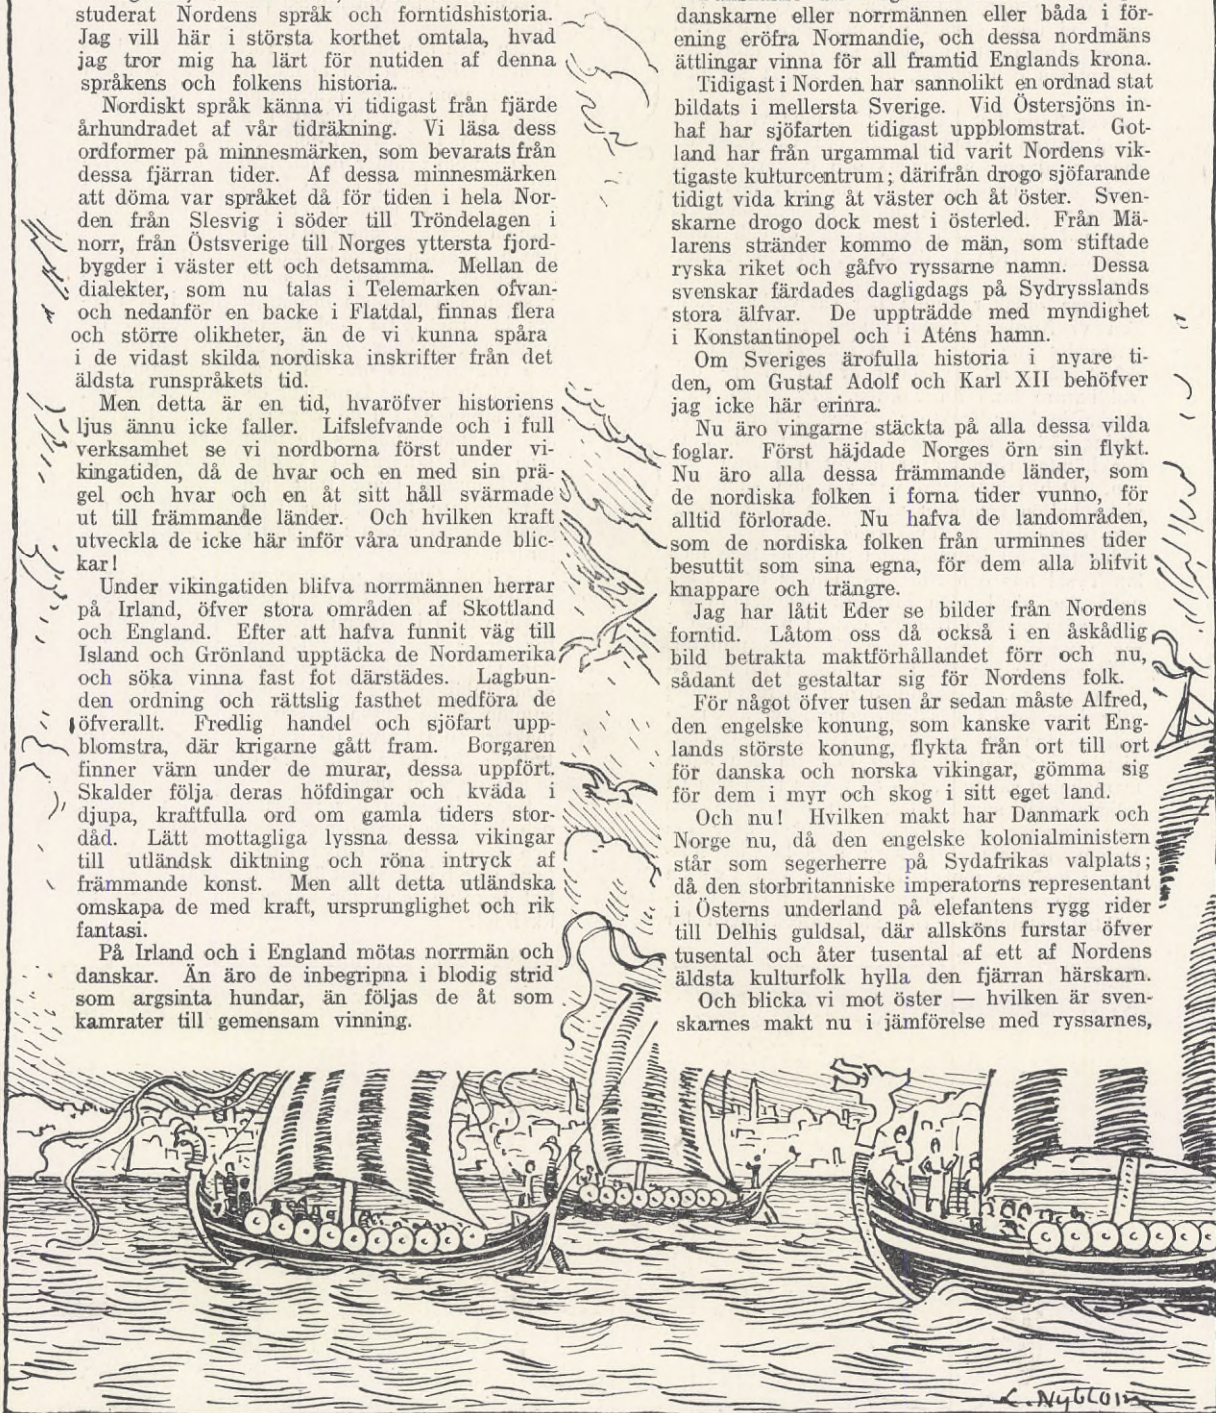 studerat Nordens språk och forntidshistoria.
Jag vill här i största korthet omtala, hvad
jag tror mig ha lärt för nutiden af denna
språkens och folkens historia.
Nordiskt språk känna vi tidigast från fjärde
århundradet af vår tidräkning. Vi läsa dess
ordformer på minnesmärken, som bevarats från
dessa fjärran tider. Af dessa minnesmärken
att döma var språket då för tiden i hela Nor-
den från Slesvig i söder till Tröndelagen i
norr, från Östsverige till Norges yttersta fjord-
bygder i väster ett och detsamma. Mellan de
dialekter, som nu talas i Telemarken ofvan-
och nedanför en backe i Flatdal, finnas flera
och större olikheter, än de vi kunna spåra
i de vidast skilda nordiska inskrifter från det
äldsta runspråkets tid.
Men detta är en tid, hvaröfver historiens
ljus ännu icke faller. Lifslefvande och i full
verksamhet se vi nordborna först under vi-
kingatiden, då de hvar och en med sin prä-
gel och hvar och en åt sitt håll svärmade
ut till främmande länder. Och hvilken kraft
utveckla de icke här inför våra undrande blic-
kar!
Under vikingatiden blifva norrmännen herrar
på Irland, öfver stora områden af Skottland
och England. Efter att hafva funnit väg till
Island och Grönland upptäcka de Nordamerika
och söka vinna fast fot därstädes. Lagbun-
den ordning och rättslig fasthet medföra de
öfverallt. Fredlig handel och sjöfart upp-
blomstra, där krigarne gått fram. Borgaren
finner värn under de murar, dessa uppfört.
Skalder följa deras höfdingar och kväda i
djupa, kraftfulla ord om gamla tiders stor-
dåd. Lätt mottagliga lyssna dessa vikingar
till utländsk diktning och röna intryck af
främmande konst. Men allt detta utländska
omskapa de med kraft, ursprunglighet och rik
fantasi.
På Irland och i England mötas norrmän och
danskar. Än äro de inbegripna i blodig strid
som argsinta hundar, än följas de åt som
kamrater till gemensam vinning.
danskarne eller norrmännen eller båda i för-
ening eröfra Normandie, och dessa nordmäns
ättlingar vinna för all framtid Englands krona.
Tidigast i Norden har sannolikt en ordnad stat
bildats i mellersta Sverige. Vid Östersjöns in-
haf har sjöfarten tidigast uppblomstrat. Got-
land har från urgammal tid varit Nordens vik-
tigaste kulturcentrum; därifrån drogo sjöfarande
tidigt vida kring åt väster och åt öster. Sven-
skarne drogo dock mest i österled. Från Mä-
larens stränder kommo de män, som stiftade
ryska riket och gåfvo ryssarne namn. Dessa
svenskar färdades dagligdags på Sydrysslands
stora älfvar. De uppträdde med myndighet
i Konstantinopel och i Aténs hamn.
Om Sveriges ärofulla historia i nyare ti-
den, om Gustaf Adolf och Karl XII behöfver
jag icke här erinra.
Nu äro vingarne stäckta på alla dessa vilda
foglar. Först häjdade Norges örn sin flykt.
Nu äro alla dessa främmande länder, som
de nordiska folken i forna tider vunno, för
alltid förlorade. Nu hafva de landområden,
som de nordiska folken från urminnes tider
besuttit som sina egna, för dem alla blifvit
knappare och trängre.
Jag har låtit Eder se bilder från Nordens
forntid. Låtom oss då också i en åskådlig
bild betrakta maktförhållandet förr och nu,
sådant det gestaltar sig för Nordens folk.
För något öfver tusen år sedan måste Alfred,
den engelske konung, som kanske varit Eng-
lands störste konung, flykta från ort till ort
för danska och norska vikingar, gömma sig
för dem i myr och skog i sitt eget land.
Och nu! Hvilken makt har Danmark och
Norge nu, då den engelske kolonialministern
står som segerherre på Sydafrikas valplats;
då den storbritanniske imperatorns representant
i Österns underland på elefantens rygg rider
till Delhis guldsal, där allsköns furstar öfver
tusental och åter tusental af ett af Nordens
äldsta kulturfolk hylla den fjärran härskarn.
Och blicka vi mot öster — hvilken är sven-
skarnes makt nu i jämförelse med ryssarnes,
L. Nyblom